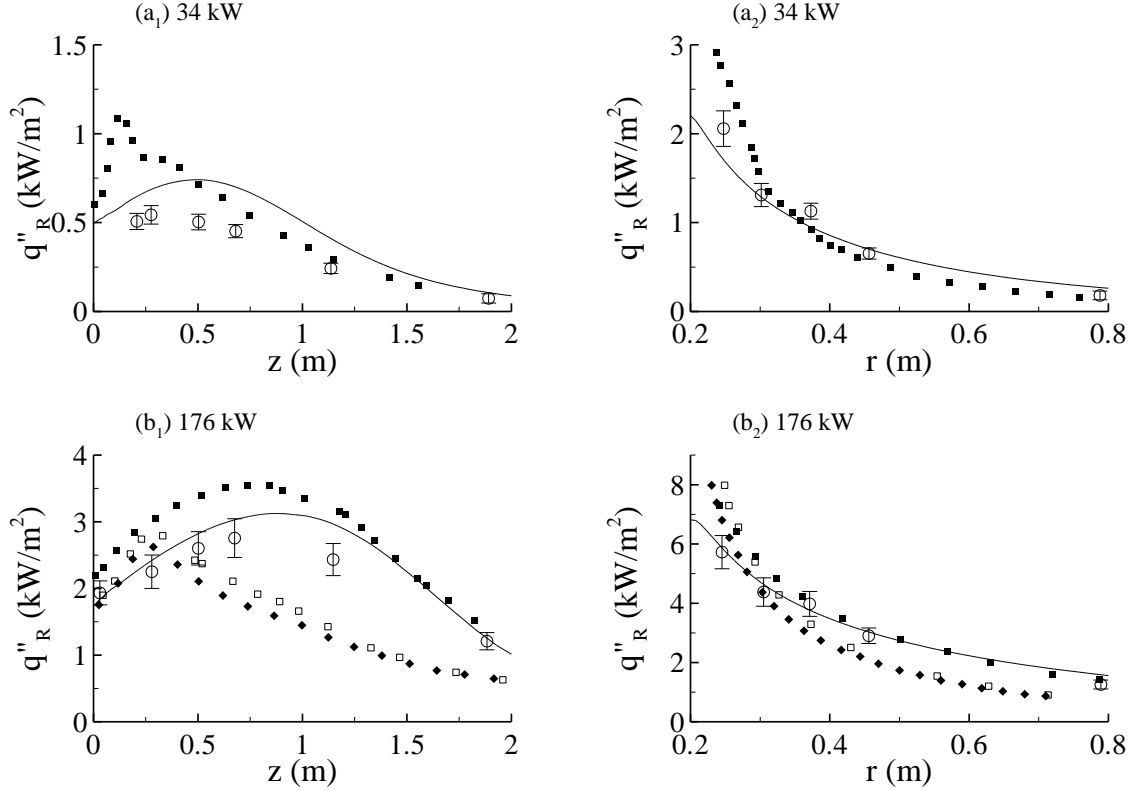 (a1) 34 kW
q"R (kW/m2)
1.5
1
0.5
0
0 0.5 1 1.5 2
z (m)
(a2) 34 kW
q"R (kW/m2)
3
2
1
0
0.2 0.4 0.6 0.8
r (m)
(b1) 176 kW
q"R (kW/m2)
4
3
2
1
0
0 0.5 1 1.5 2
z (m)
(b2) 176 kW
q"R (kW/m2)
8
6
4
2
0
0.2 0.4 0.6 0.8
r (m)